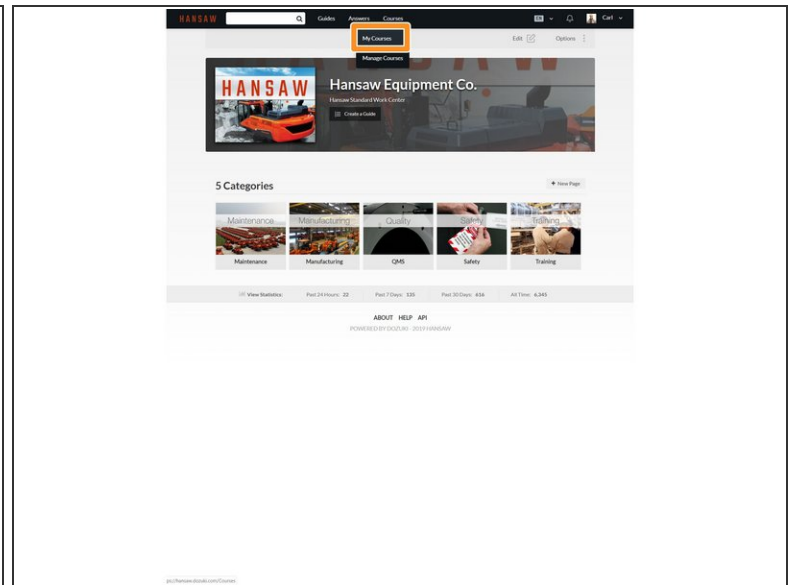 HANSAW Guides Answers Courses EN Carl
My Courses Edit Options
Manage Courses
HANSAW
Hansaw Equipment Co.
Hansaw Standard Work Center
Create a Guide
5 Categories + New Page
Maintenance Manufacturing Quality Safety Training
Maintenance Manufacturing QMS Safety Training
View Statistics: Past 24 Hours: 22 Past 7 Days: 135 Past 30 Days: 616 All Time: 6,345
ABOUT HELP API
POWERED BY DOZUKI - 2019 HANSAW